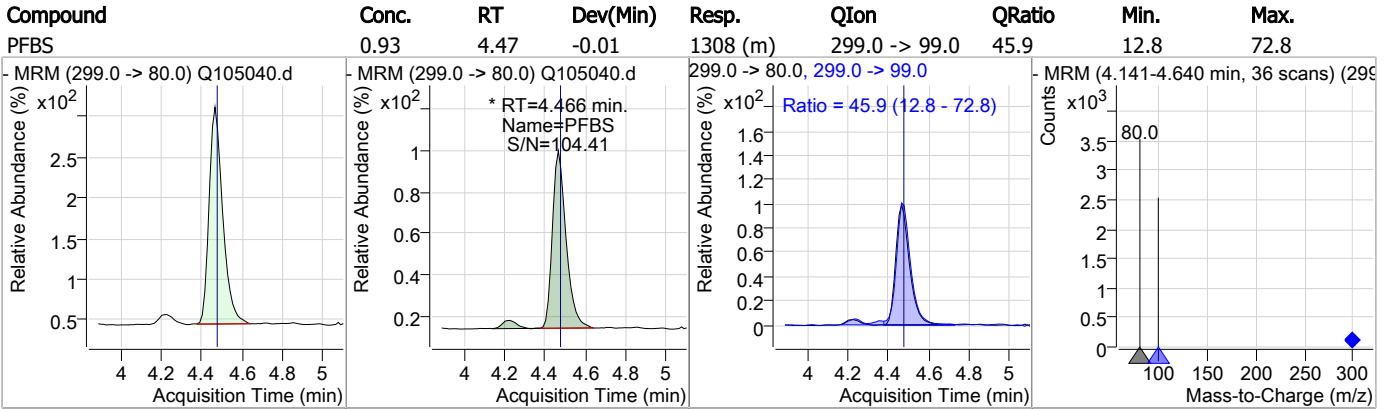 Compound Conc. RT Dev(Min) Resp. QIon QRatio Min. Max.
PFBS 0.93 4.47 -0.01 1308 (m) 299.0 -> 99.0 45.9 12.8 72.8
- MRM (299.0 -> 80.0) Q105040.d
Relative Abundance (%)
x10²
2.5
2
1.5
1
0.5
4 4.2 4.4 4.6 4.8 5
Acquisition Time (min)
- MRM (299.0 -> 80.0) Q105040.d
Relative Abundance (%)
x10²
* RT=4.466 min.
Name=PFBS
S/N=104.41
1
0.8
0.6
0.4
0.2
4 4.2 4.4 4.6 4.8 5
Acquisition Time (min)
299.0 -> 80.0, 299.0 -> 99.0
Relative Abundance (%)
x10²
Ratio = 45.9 (12.8 - 72.8)
1.6
1.4
1.2
1
0.8
0.6
0.4
0.2
0
4 4.2 4.4 4.6 4.8 5
Acquisition Time (min)
- MRM (4.141-4.640 min, 36 scans) (299
Counts
x10³
80.0
3.5
3
2.5
2
1.5
1
0.5
0
100 150 200 250 300
Mass-to-Charge (m/z)